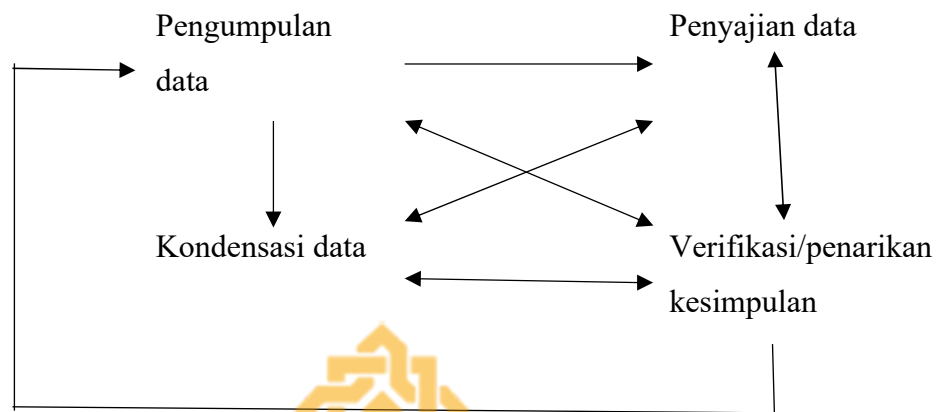 Pengumpulan
data
Penyajian data
Kondensasi data
Verifikasi/penarikan
kesimpulan